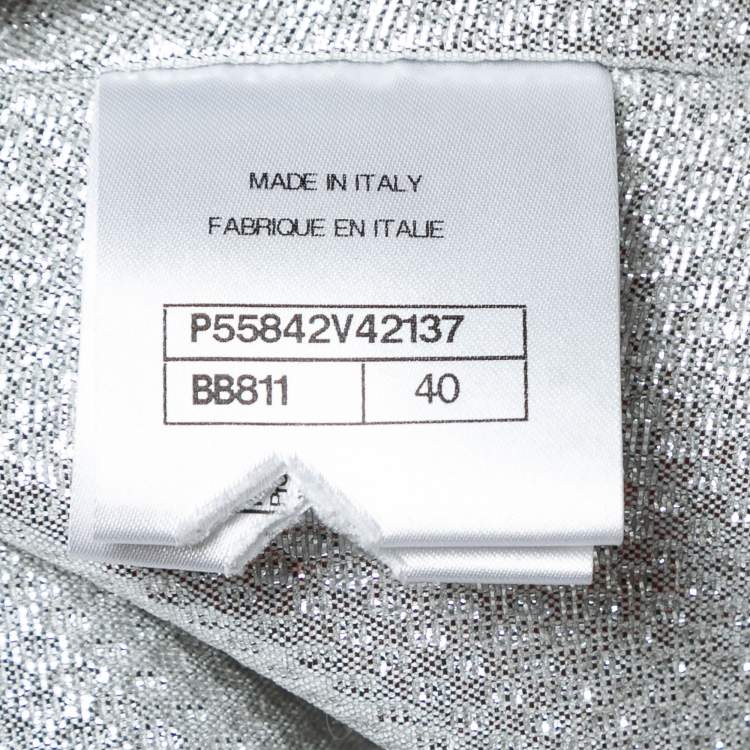 MADE IN ITALY
FABRIQUE EN ITALIE
P55842V42137
BB811 40